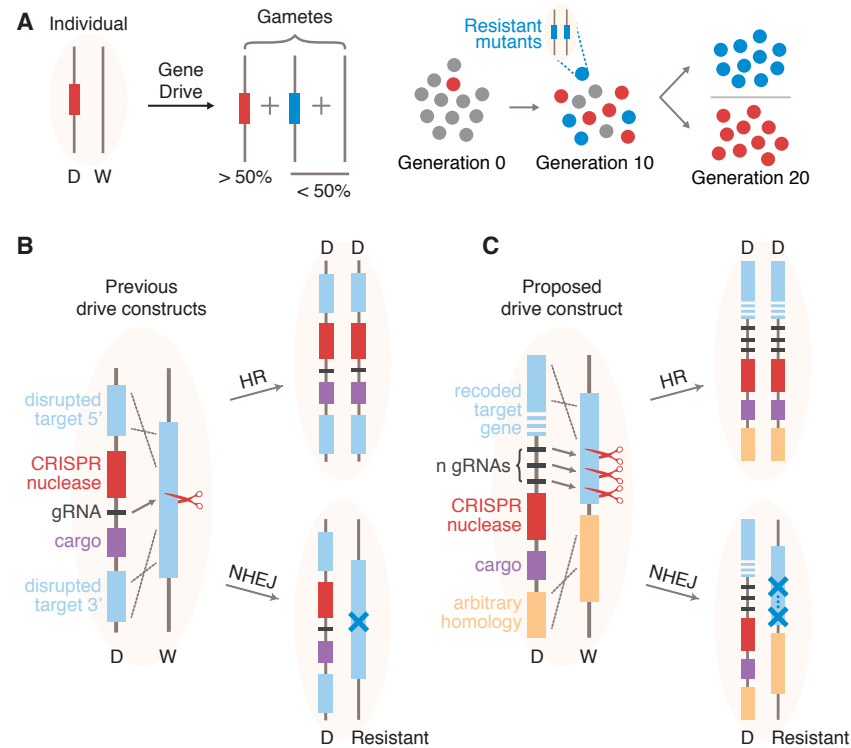 A
Individual
D W
Gene
Drive
Gametes
> 50%
< 50%
Resistant
mutants
Generation 0
Generation 10
Generation 20
B
Previous
drive constructs
disrupted
target 5’
CRISPR
nuclease
gRNA
cargo
disrupted
target 3’
D W
HR
D D
NHEJ
D Resistant
C
Proposed
drive construct
recoded
target
gene
n gRNAs
CRISPR
nuclease
cargo
arbitrary
homology
D W
HR
D D
NHEJ
D Resistant